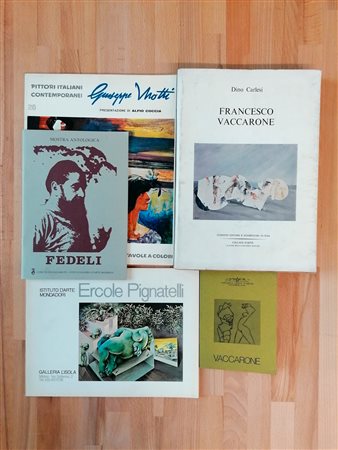 PITTORI ITALIANI
CONTEMPORANEI
26
Giuseppe Motti
PRESENTAZIONE DI ALFIO COCCIA
TAVOLE A COLORI
Dino Carlesi
FRANCESCO
VACCARONE
MOSTRA ANTOLOGICA
FEDELI
ISTITUTO D'ARTE
MONDADORI
Ercole Pignatelli
GALLERIA L'ISOLA
VACCARONE